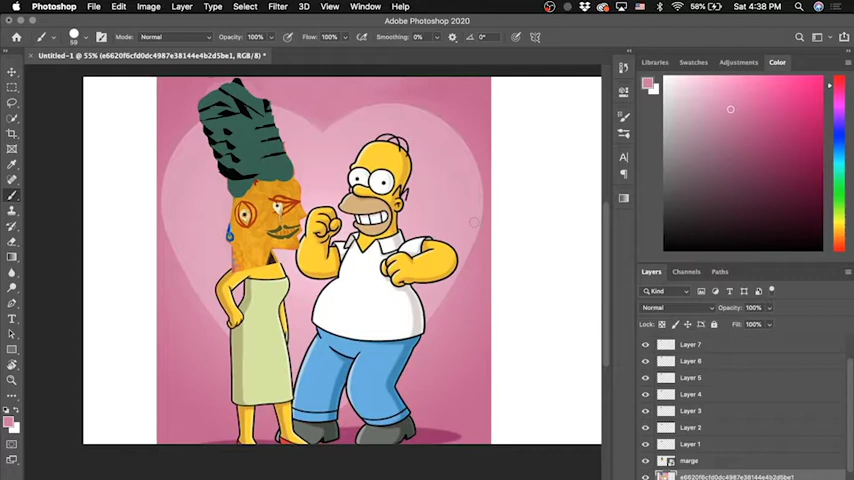 Photoshop File Edit Image Layer Type Select Filter 3D View Window Help 58% Sat 4:38 PM
Adobe Photoshop 2020
58 Mode: Normal Opacity: 100% Flow: 100% Smoothing: 0% 0°
Untitled-1 @ 55% (e6620f6cfd0c4987e38144e4b2d5be1, RGB/8) *
Libraries Swatches Adjustments Color
Layers Channels Paths
Kind
Normal Opacity: 100%
Lock: Fill: 100%
Layer 7
Layer 6
Layer 5
Layer 4
Layer 3
Layer 2
Layer 1
marge
e6620f6cfd0c4987e38144e4b2d5be1